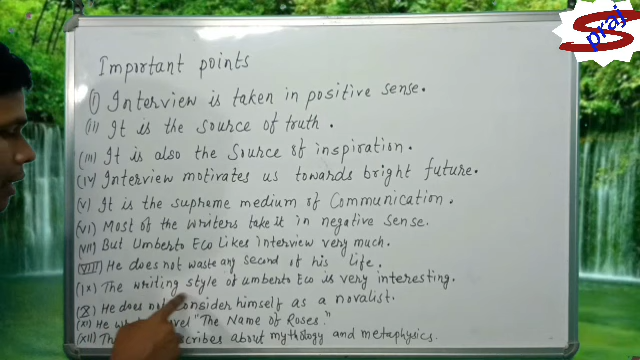 S praj
Important points
(i) Interview is taken in positive sense.
(ii) It is the source of truth.
(iii) It is also the source of inspiration.
(iv) Interview motivates us towards bright future.
(v) It is the supreme medium of Communication.
(vi) Most of the writers take it in negative sense.
(vii) But Umberto Eco Likes interview very much.
(viii) He does not waste any second of his life.
(ix) The writing style of umberto Eco is very interesting.
(x) He does not consider himself as a novalist.
(xi) He "The Name of Roses."
(xii) about mythology and metaphysics.